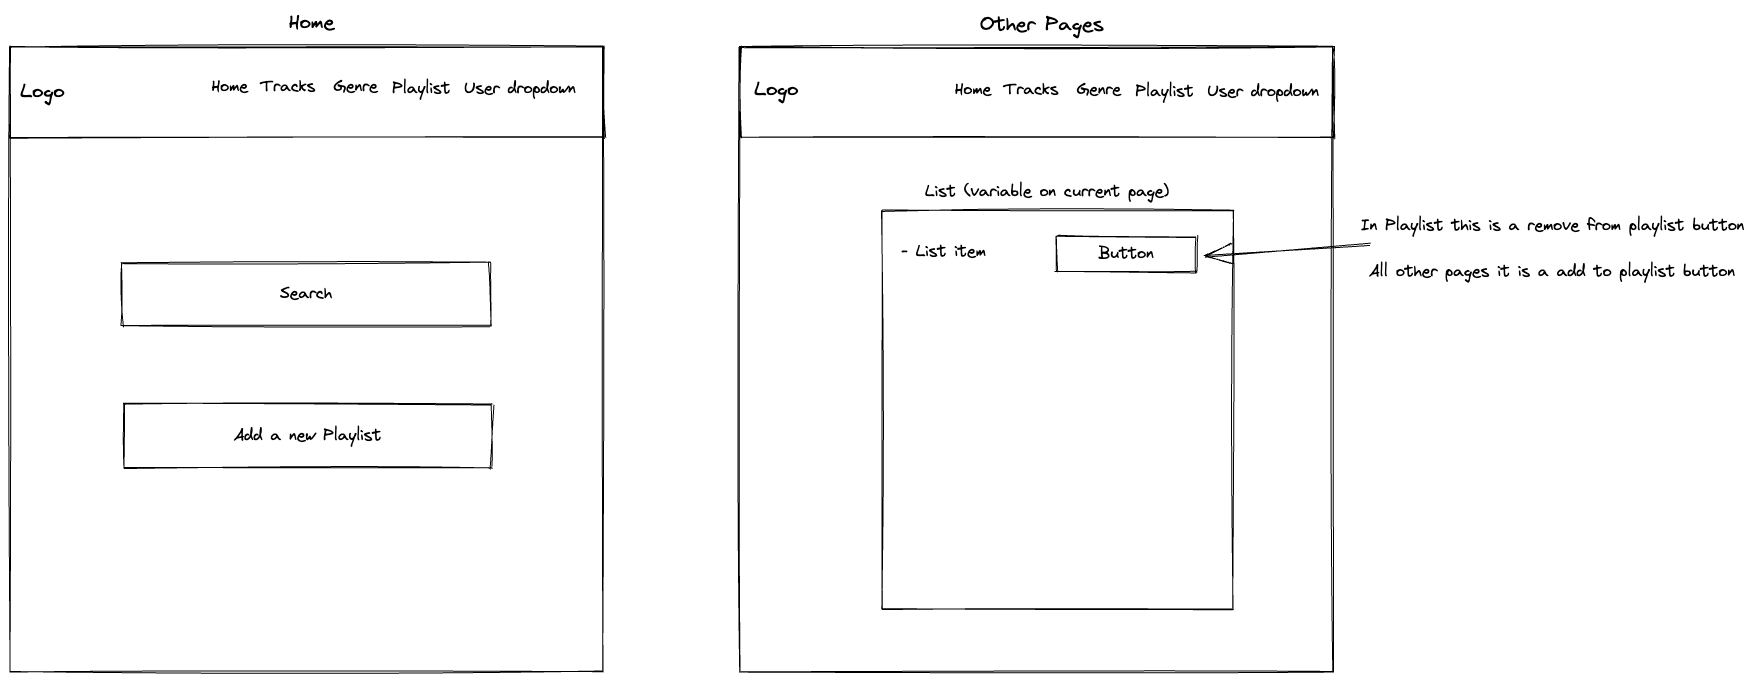 Home
Logo
Home Tracks Genre Playlist User dropdown
Search
Add a new Playlist
Other Pages
Logo
Home Tracks Genre Playlist User dropdown
List (variable on current page)
- List item
Button
In Playlist this is a remove from playlist button
All other pages it is a add to playlist button